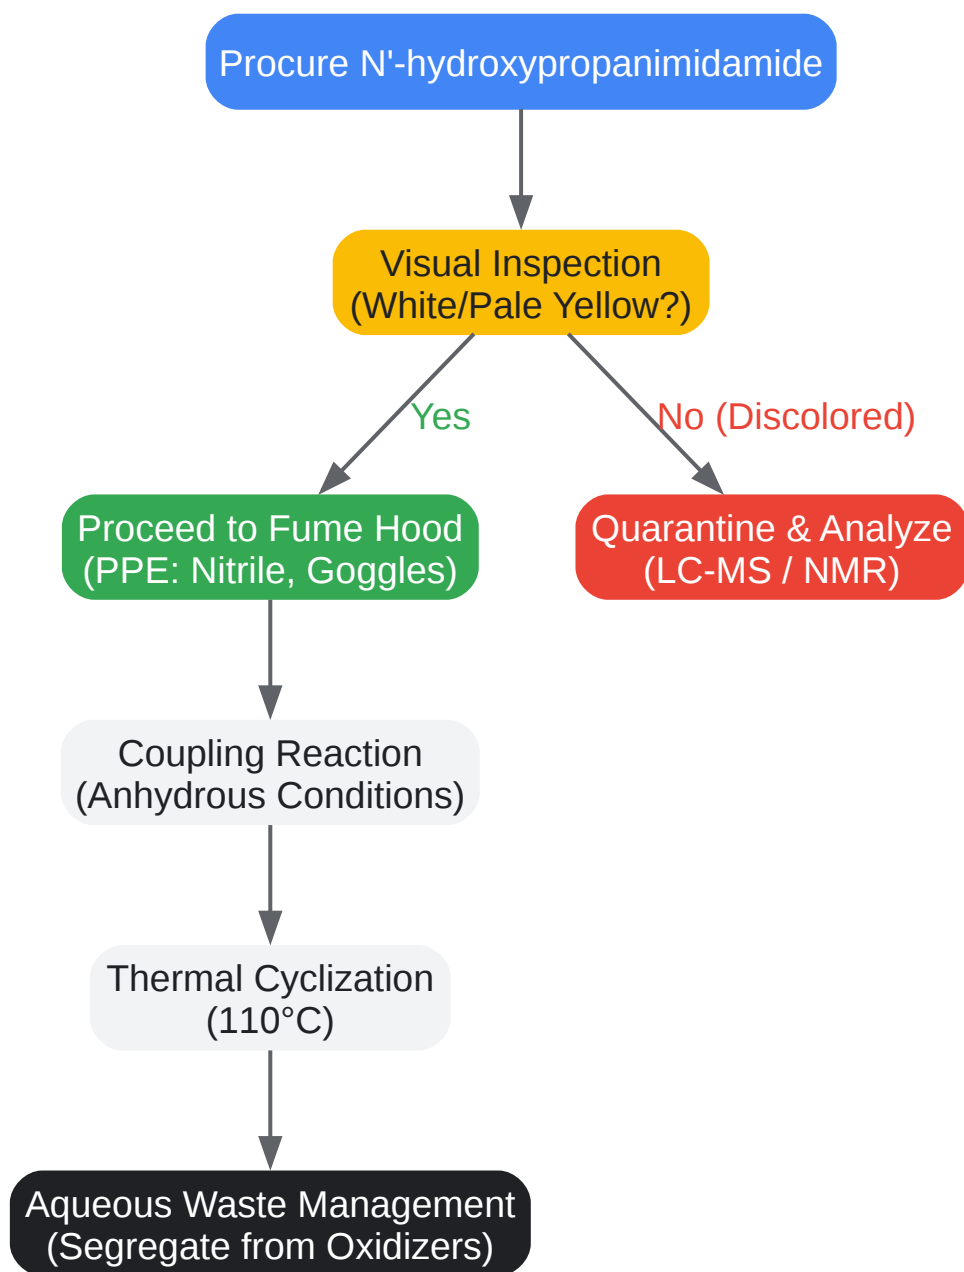 Procure N'-hydroxypropanimidamide
Visual Inspection
(White/Pale Yellow?)
Yes
No (Discolored)
Proceed to Fume Hood
(PPE: Nitrile, Goggles)
Quarantine & Analyze
(LC-MS / NMR)
Coupling Reaction
(Anhydrous Conditions)
Thermal Cyclization
(110°C)
Aqueous Waste Management
(Segregate from Oxidizers)